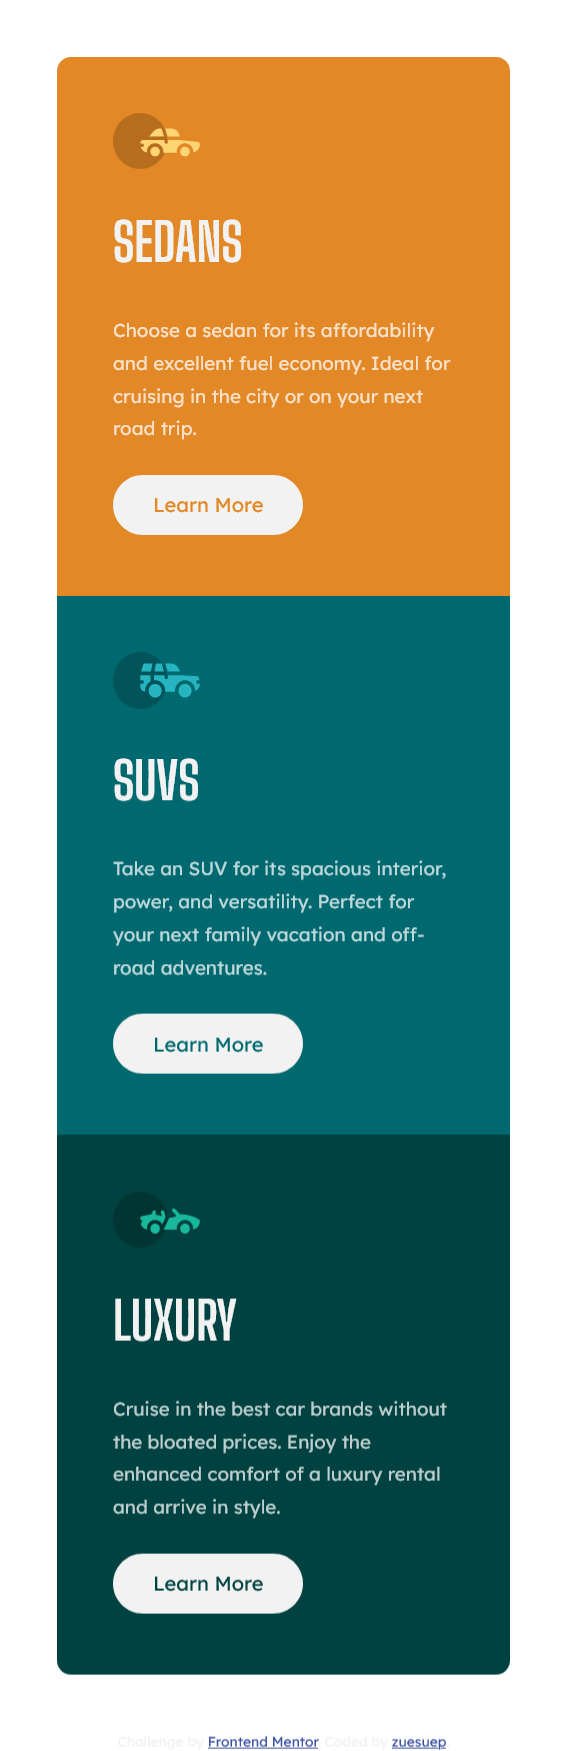 SEDANS
Choose a sedan for its affordability
and excellent fuel economy. Ideal for
cruising in the city or on your next
road trip.
Learn More
SUVS
Take an SUV for its spacious interior,
power, and versatility. Perfect for
your next family vacation and off-
road adventures.
Learn More
LUXURY
Cruise in the best car brands without
the bloated prices. Enjoy the
enhanced comfort of a luxury rental
and arrive in style.
Learn More
Challenge by Frontend Mentor Coded by zuesuep